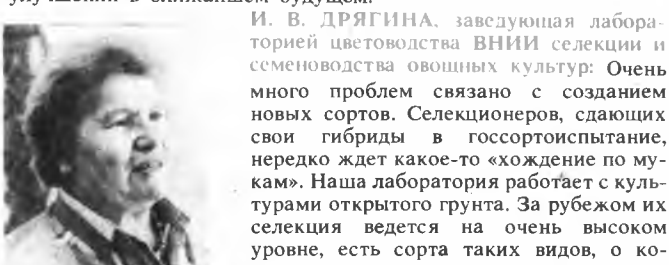 И. В. ДРЯГИНА, заведующая лабора-
торией цветоводства ВНИИ селекции и
семеноводства овощных культур: Очень
много проблем связано с созданием
новых сортов. Селекционеров, сдающих
свои гибриды в госсортоиспытание,
нередко ждет какое-то «хождение по му-
кам». Наша лаборатория работает с куль-
турами открытого грунта. За рубежом их
селекция ведется на очень высоком
уровне, есть сорта таких видов, о ко-